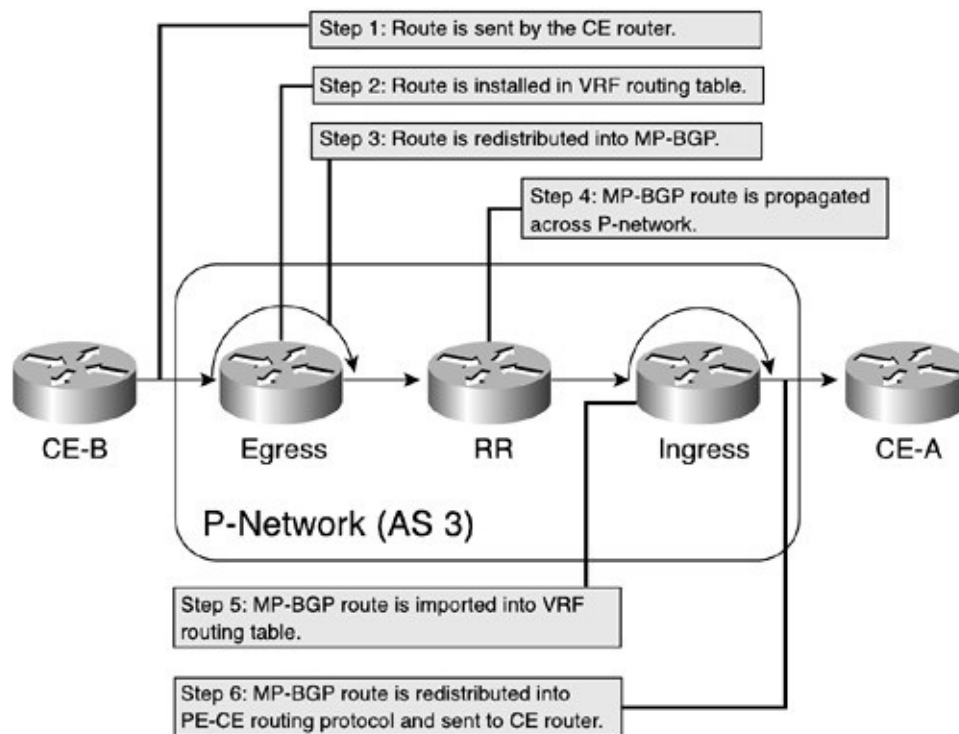 Step 1: Route is sent by the CE router.
Step 2: Route is installed in VRF routing table.
Step 3: Route is redistributed into MP-BGP.
Step 4: MP-BGP route is propagated
across P-network.
CE-B
Egress
RR
Ingress
CE-A
P-Network (AS 3)
Step 5: MP-BGP route is imported into VRF
routing table.
Step 6: MP-BGP route is redistributed into
PE-CE routing protocol and sent to CE router.